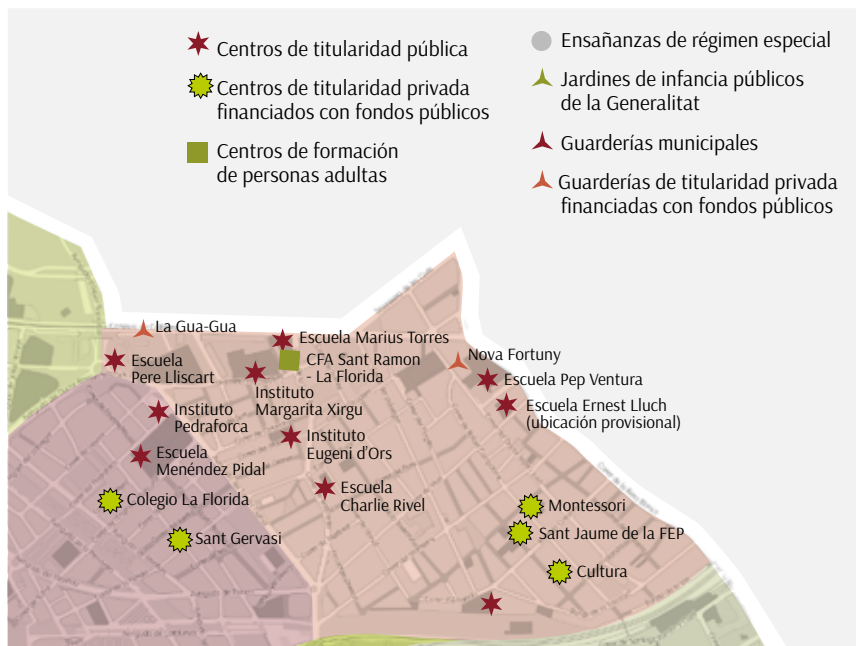 Centros de titularidad pública
Centros de titularidad privada
financiados con fondos públicos
Centros de formación
de personas adultas
Ensañanzas de régimen especial
Jardines de infancia públicos
de la Generalitat
Guarderías municipales
Guarderías de titularidad privada
financiadas con fondos públicos
La Gua-Gua
Escuela Marius Torres
Escuela
Pere Lliscart
CFA Sant Ramon
- La Florida
Nova Fortuny
Escuela Pep Ventura
Instituto
Margarita Xirgu
Escuela Ernest Lluch
(ubicación provisional)
Instituto
Pedraforca
Instituto
Eugeni d'Ors
Escuela
Menéndez Pidal
Escuela
Charlie Rivel
Colegio La Florida
Montessori
Sant Gervasi
Sant Jaume de la FEP
Cultura